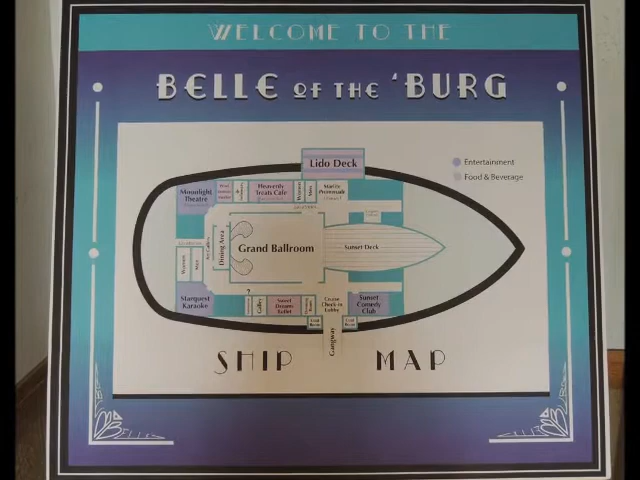 WELCOME TO THE
BELLE OF THE 'BURG
Lido Deck
Entertainment
Food & Beverage
Moonlight
Theatre
Heavenly
Treats Cafe
Women
Men
Promenade
Dining Area
Grand Ballroom
Sunset Deck
Women
Men
Marquest
Karaoke
?
Galley
Sweet
Dreams
Cruise
Check-in
Lobby
Sunset
Comedy
Club
Gangway
SHIP MAP